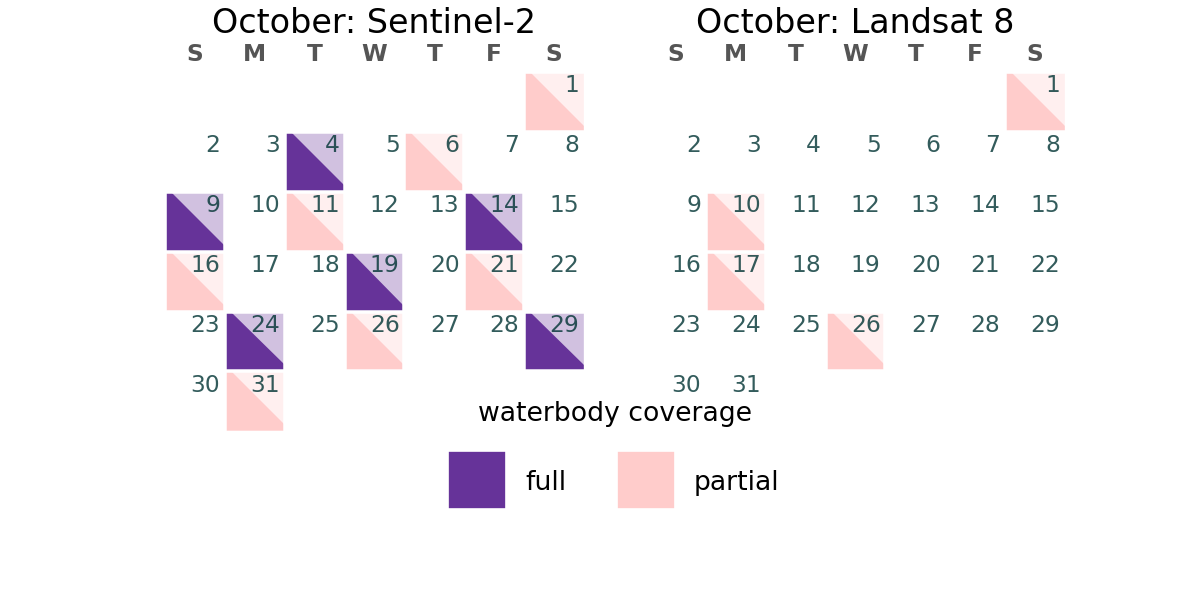 October: Sentinel-2
S M T W T F S
1
2 3 4 5 6 7 8
9 10 11 12 13 14 15
16 17 18 19 20 21 22
23 24 25 26 27 28 29
30 31
October: Landsat 8
S M T W T F S
1
2 3 4 5 6 7 8
9 10 11 12 13 14 15
16 17 18 19 20 21 22
23 24 25 26 27 28 29
30 31
waterbody coverage
full partial